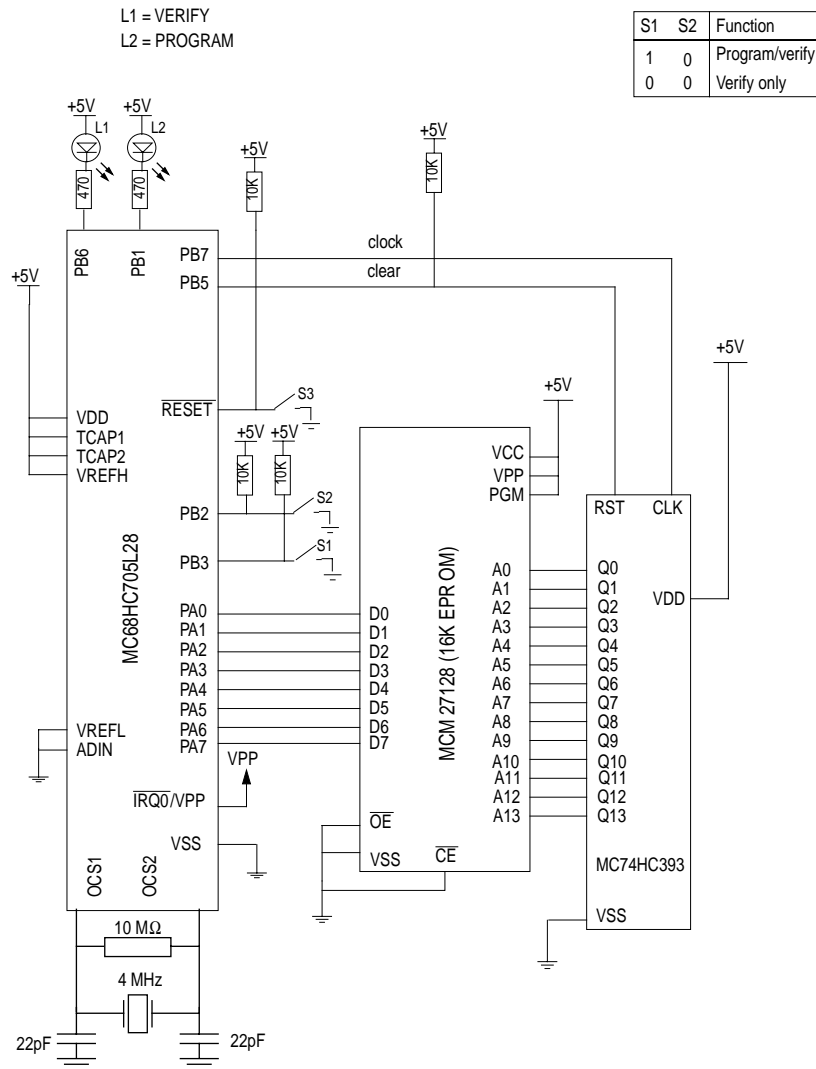 L1 = VERIFY
L2 = PROGRAM
S1 S2 Function
1 0 Program/verify
0 0 Verify only
+5V
L1
+5V
L2
470
470
+5V
10K
+5V
10K
PB6
PB1
PB7
PB5
clock
clear
+5V
VDD
TCAP1
TCAP2
VREFH
RESET
S3
+5V
+5V
10K
10K
PB2
S2
PB3
S1
MC68HC705L28
PA0
PA1
PA2
PA3
PA4
PA5
PA6
PA7
VREFL
ADIN
VPP
IRQ0/VPP
VSS
OCS1
OCS2
10 MΩ
4 MHz
22pF
22pF
+5V
VCC
VPP
PGM
MCM 27128 (16K EPR OM)
D0
D1
D2
D3
D4
D5
D6
D7
A0
A1
A2
A3
A4
A5
A6
A7
A8
A9
A10
A11
A12
A13
OE
VSS
CE
+5V
RST
CLK
VDD
Q0
Q1
Q2
Q3
Q4
Q5
Q6
Q7
Q8
Q9
Q10
Q11
Q12
Q13
MC74HC393
VSS